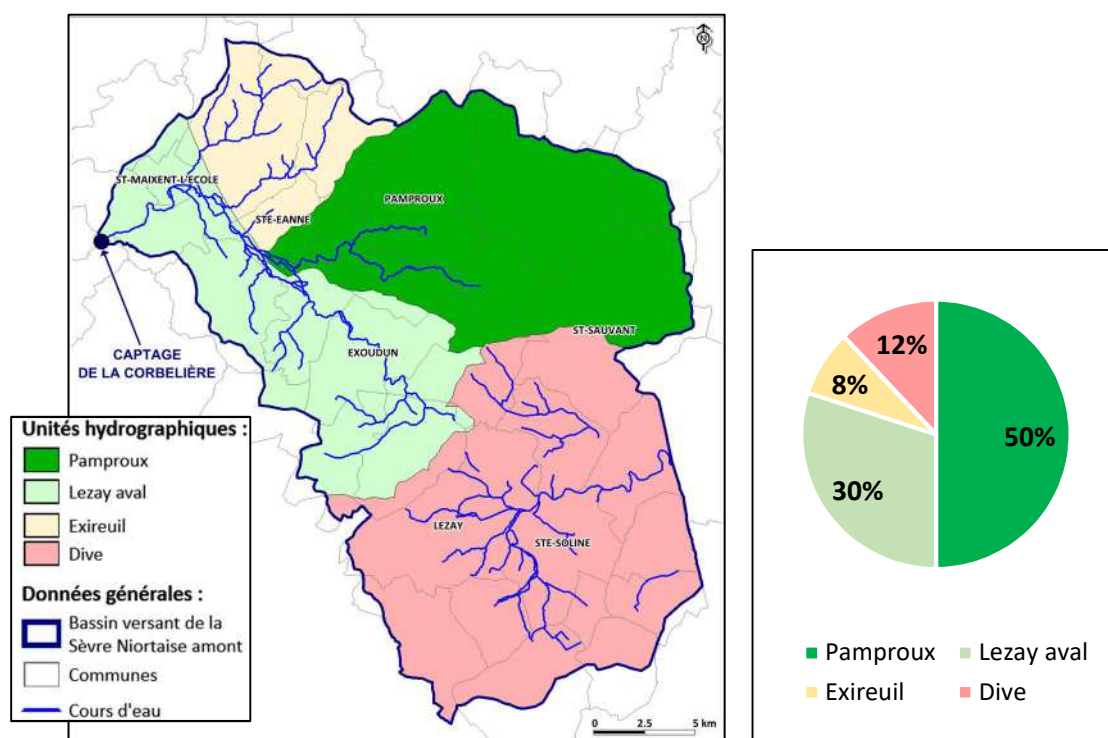 N
ST-MAIXENT-L'ECOLE
PAMPROUX
STE-EANNE
ST-SAUVANT
EXOUDUN
CAPTAGE
DE LA CORBELIÈRE
LEZAY
STE-SOLINE
0 2.5 5 km
Unités hydrographiques :
Pamproux
Lezay aval
Exireuil
Dive
Données générales :
Bassin versant de la
Sèvre Niortaise amont
Communes
Cours d'eau
12%
8%
50%
30%
Pamproux Lezay aval
Exireuil Dive